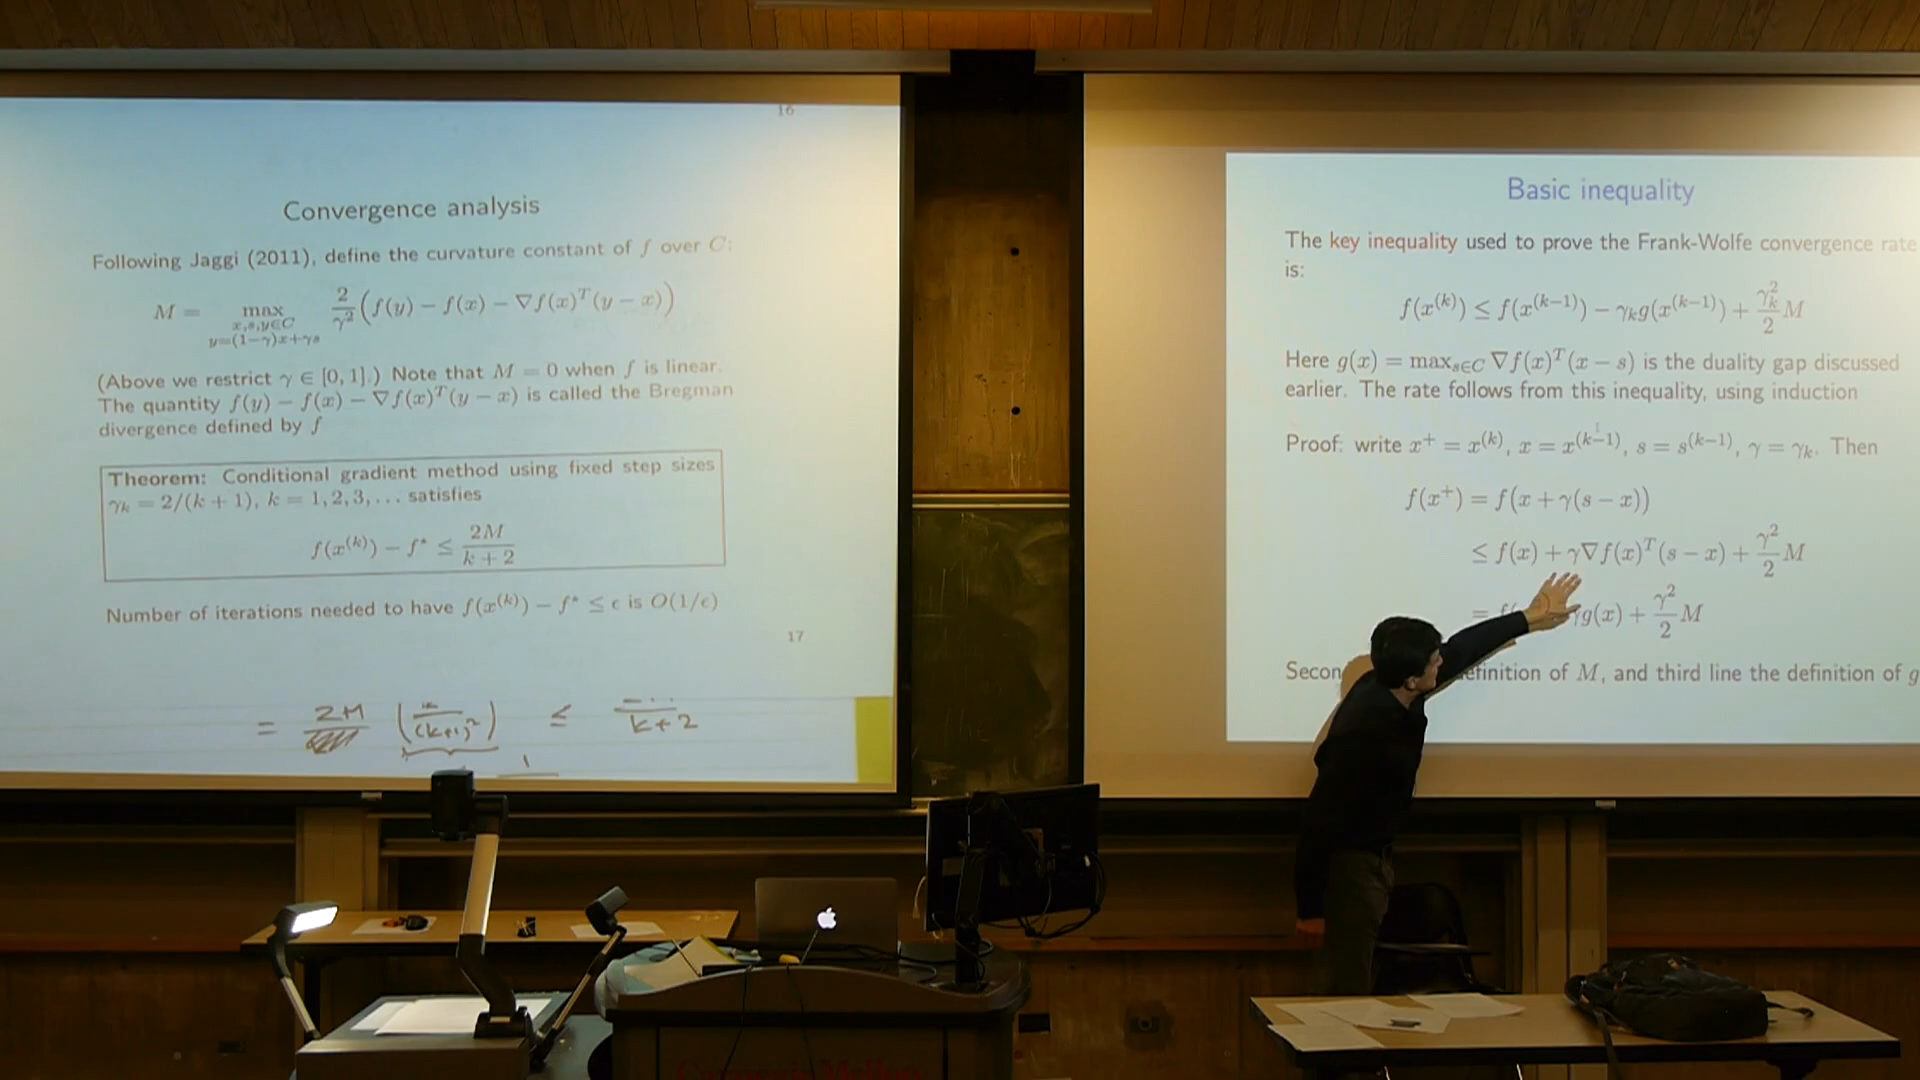 16
Convergence analysis
Following Jaggi (2011), define the curvature constant of f over C:
M = max_{x,s,y∈C, y=(1−γ)x+γs} 2/γ² (f(y) − f(x) − ∇f(x)^T(y − x))
(Above we restrict γ ∈ [0, 1].) Note that M = 0 when f is linear.
The quantity f(y) − f(x) − ∇f(x)^T(y − x) is called the Bregman
divergence defined by f
Theorem: Conditional gradient method using fixed step sizes
γ_k = 2/(k + 1), k = 1, 2, 3, ... satisfies
f(x^(k)) − f* ≤ 2M/(k + 2)
Number of iterations needed to have f(x^(k)) − f* ≤ ε is O(1/ε)
17
= 2M (k/(k+1)²) ≤ .../(k+2)
1
Basic inequality
The key inequality used to prove the Frank-Wolfe convergence rate
is:
f(x^(k)) ≤ f(x^(k−1)) − γ_k g(x^(k−1)) + γ_k²/2 M
Here g(x) = max_{s∈C} ∇f(x)^T(x − s) is the duality gap discussed
earlier. The rate follows from this inequality, using induction
Proof: write x⁺ = x^(k), x = x^(k−1), s = s^(k−1), γ = γ_k. Then
f(x⁺) = f(x + γ(s − x))
≤ f(x) + γ∇f(x)^T(s − x) + γ²/2 M
= f γg(x) + γ²/2 M
Secon efinition of M, and third line the definition of g
Carnegie Mellon